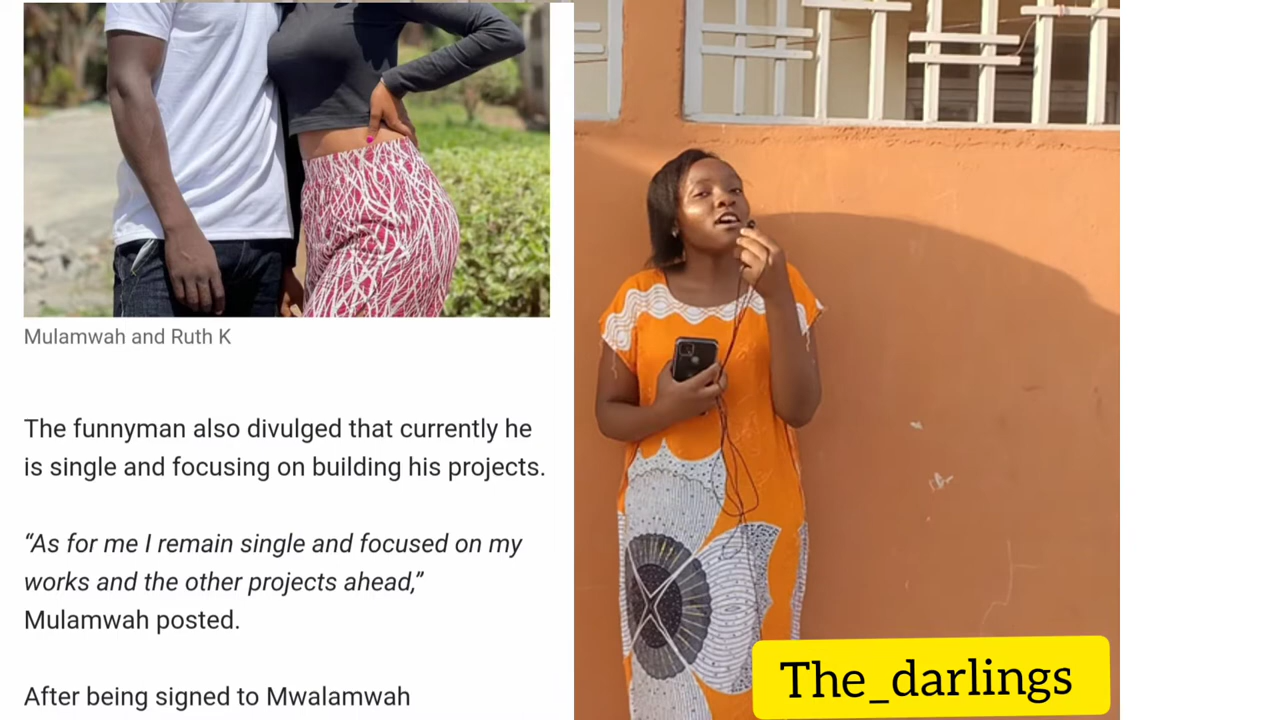 Mulamwah and Ruth K
The funnyman also divulged that currently he
is single and focusing on building his projects.
“As for me I remain single and focused on my
works and the other projects ahead,”
Mulamwah posted.
After being signed to Mwalamwah
The_darlings